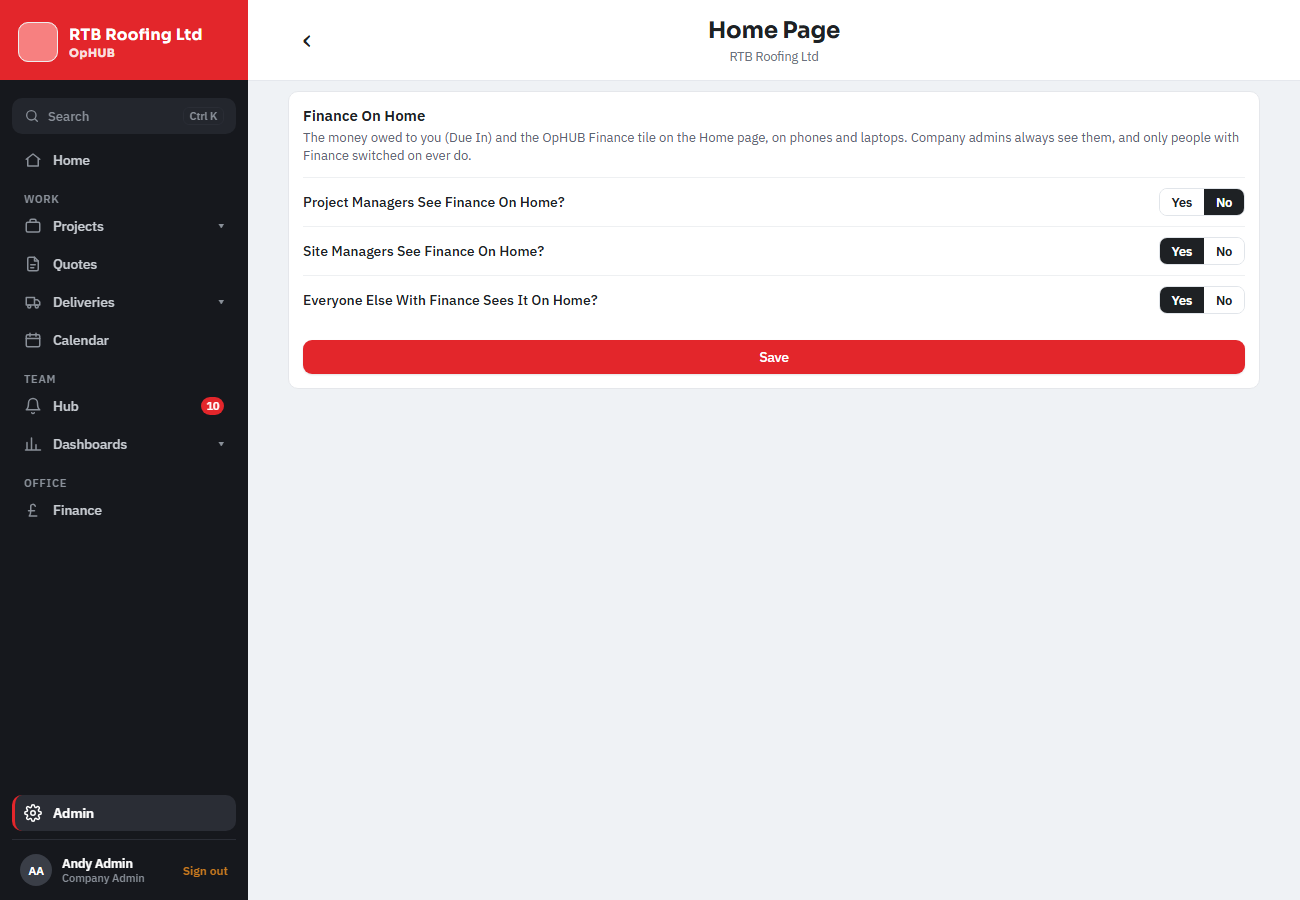 RTB Roofing Ltd
OpHUB
Search Ctrl K
Home
WORK
Projects
Quotes
Deliveries
Calendar
TEAM
Hub 10
Dashboards
OFFICE
Finance
Admin
AA
Andy Admin
Company Admin
Sign out
Home Page
RTB Roofing Ltd
Finance On Home
The money owed to you (Due In) and the OpHUB Finance tile on the Home page, on phones and laptops. Company admins always see them, and only people with
Finance switched on ever do.
Project Managers See Finance On Home? Yes No
Site Managers See Finance On Home? Yes No
Everyone Else With Finance Sees It On Home? Yes No
Save